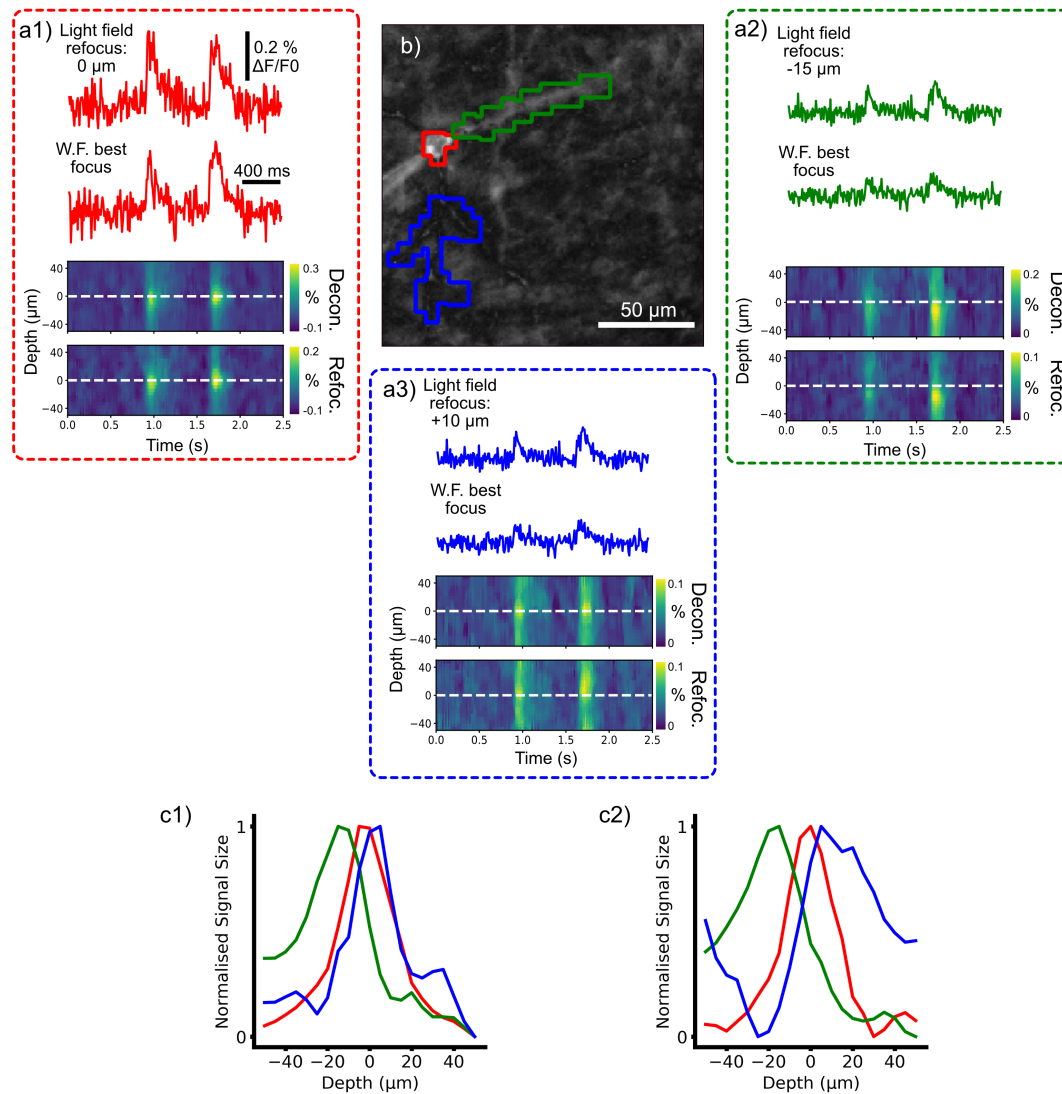 a1)
Light field
refocus:
0 µm
0.2 %
ΔF/F0
W.F. best
focus
400 ms
40
0
−40
0.3
%
-0.1
Decon.
Depth (µm)
40
0
−40
0.2
%
-0.1
Refoc.
0.0 0.5 1.0 1.5 2.0 2.5
Time (s)
b)
50 µm
a2)
Light field
refocus:
-15 µm
W.F. best
focus
40
0
−40
0.2
%
0
Decon.
Depth (µm)
40
0
−40
0.1
%
0
Refoc.
0.0 0.5 1.0 1.5 2.0 2.5
Time (s)
a3)
Light field
refocus:
+10 µm
W.F. best
focus
40
0
−40
0.1
%
0
Decon.
Depth (µm)
40
0
−40
0.1
%
0
Refoc.
0.0 0.5 1.0 1.5 2.0 2.5
Time (s)
c1)
Normalised Signal Size
1
0
−40 −20 0 20 40
Depth (µm)
c2)
Normalised Signal Size
1
0
−40 −20 0 20 40
Depth (µm)